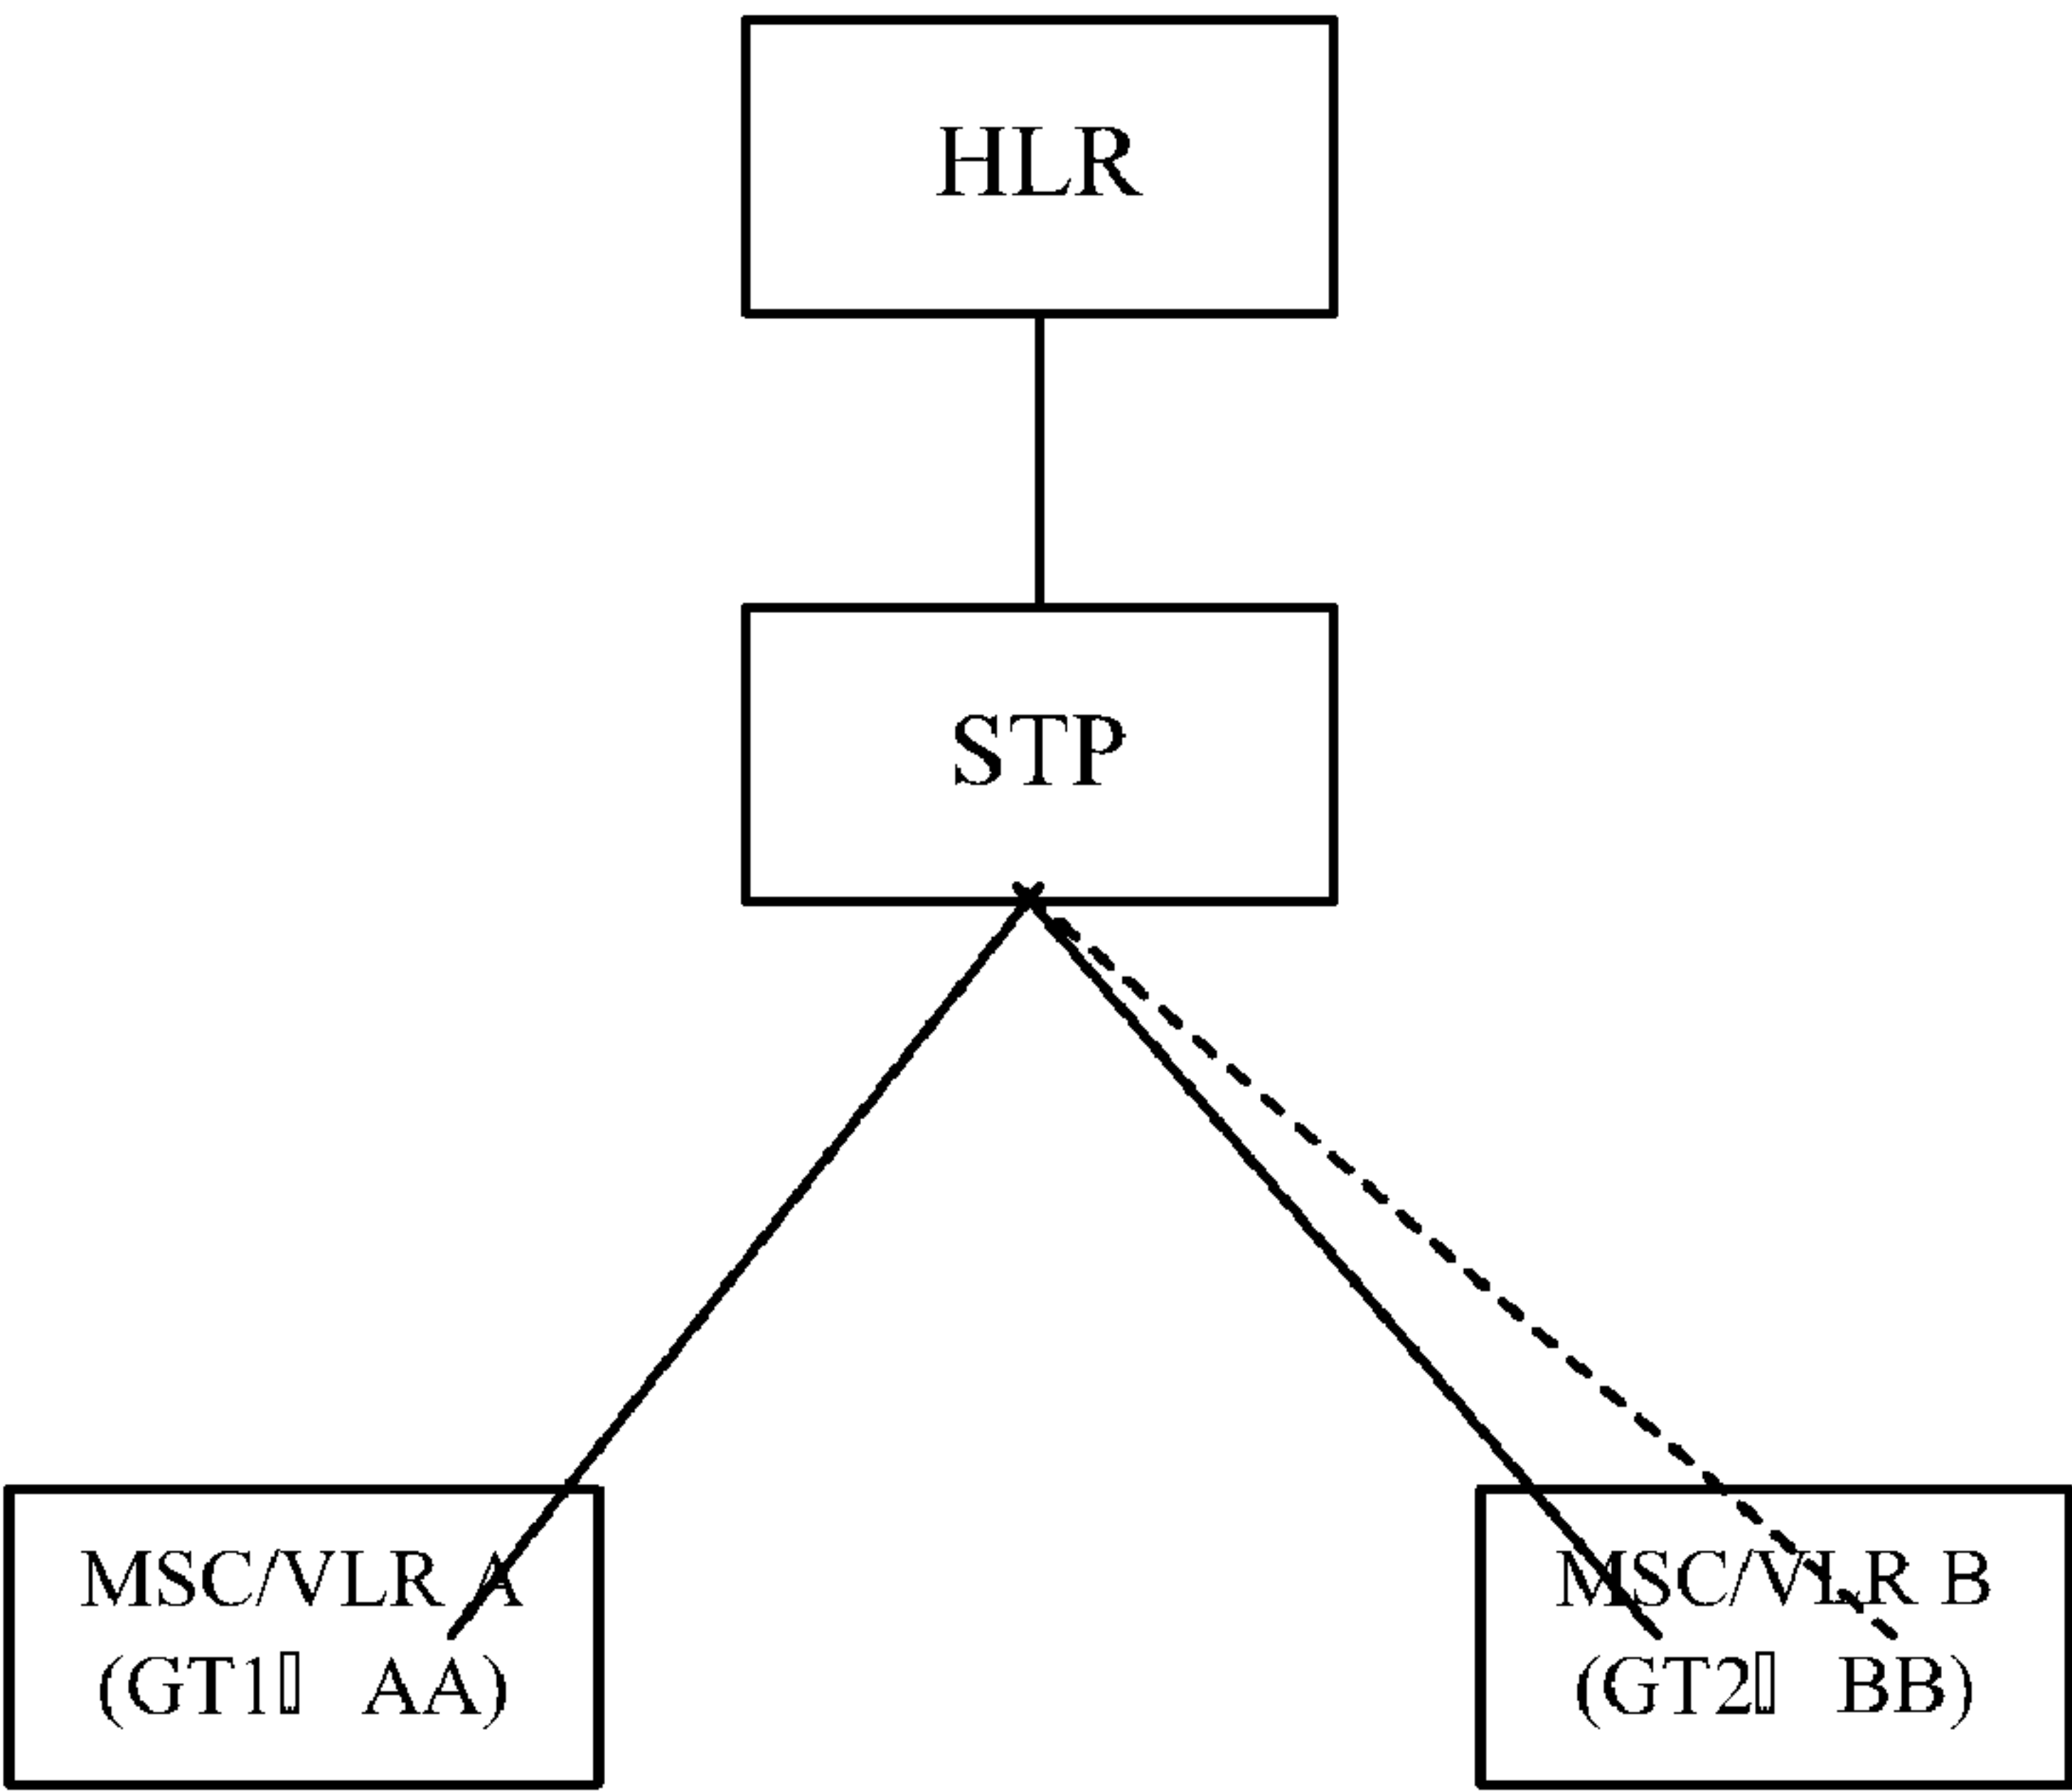 HLR
STP
MSC/VLR A
(GT1▯ AA)
MSC/VLR B
(GT2▯ BB)